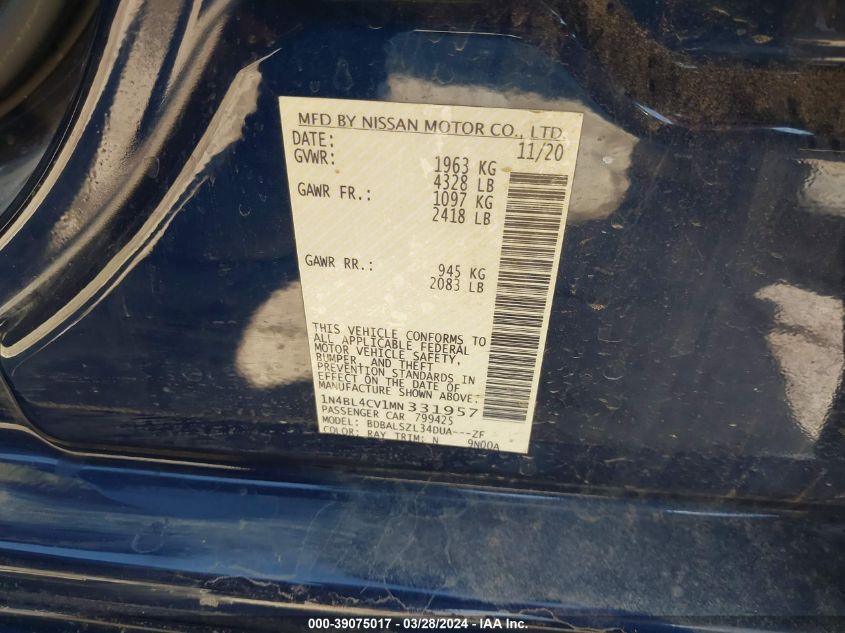 MFD BY NISSAN MOTOR CO., LTD.
DATE: 11/20
GVWR: 1963 KG
4328 LB
GAWR FR.: 1097 KG
2418 LB
GAWR RR.: 945 KG
2083 LB
THIS VEHICLE CONFORMS TO
ALL APPLICABLE FEDERAL
MOTOR VEHICLE SAFETY,
BUMPER, AND THEFT
PREVENTION STANDARDS IN
EFFECT ON THE DATE OF
MANUFACTURE SHOWN ABOVE.
1N4BL4CV1MN331957
PASSENGER CAR 799425
MODEL: BDBALSZL34DUA---ZF
COLOR: RAY TRIM: N 9N00A
000-39075017 - 03/28/2024 - IAA Inc.